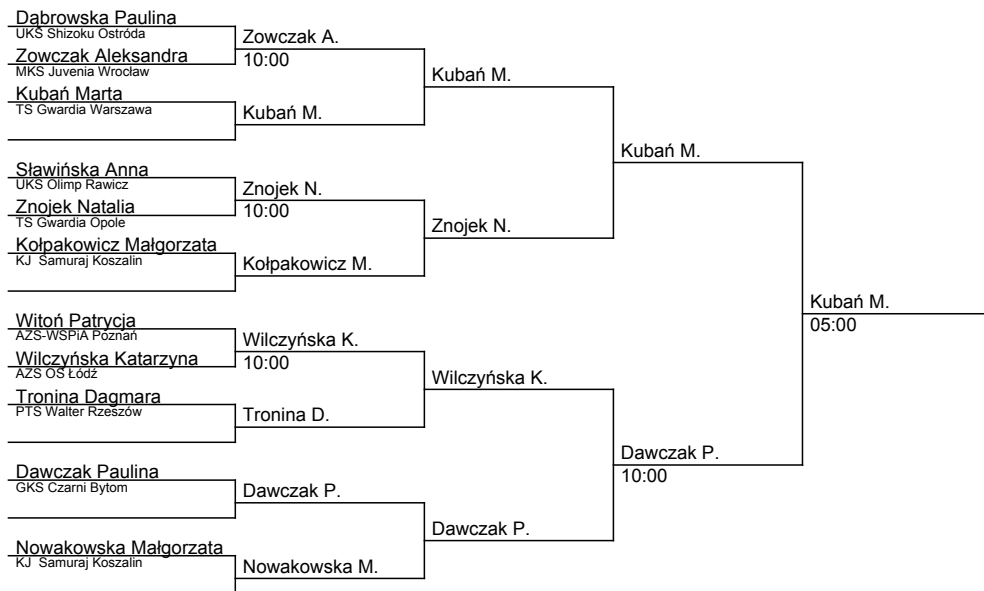 Dąbrowska Paulina
UKS Shizoku Ostróda
Zowczak A.
10:00
Zowczak Aleksandra
MKS Juvenia Wrocław
Kubań M.
Kubań Marta
TS Gwardia Warszawa
Kubań M.
Kubań M.
Sławińska Anna
UKS Olimp Rawicz
Znojek N.
10:00
Znojek Natalia
TS Gwardia Opole
Znojek N.
Kołpakowicz Małgorzata
KJ Samuraj Koszalin
Kołpakowicz M.
Kubań M.
05:00
Witoń Patrycja
AZS-WSPiA Poznań
Wilczyńska K.
10:00
Wilczyńska Katarzyna
AZS OŚ Łódź
Wilczyńska K.
Tronina Dagmara
PTS Walter Rzeszów
Tronina D.
Dawczak P.
10:00
Dawczak Paulina
GKS Czarni Bytom
Dawczak P.
Dawczak P.
Nowakowska Małgorzata
KJ Samuraj Koszalin
Nowakowska M.